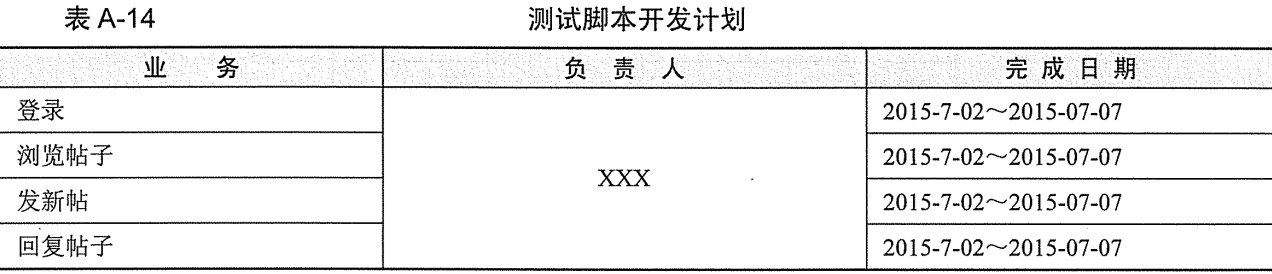 表 A-14 测试脚本开发计划
业 务 负 责 人 完 成 日 期
登录 2015-7-02～2015-07-07
浏览帖子 2015-7-02～2015-07-07
XXX
发新帖 2015-7-02～2015-07-07
回复帖子 2015-7-02～2015-07-07